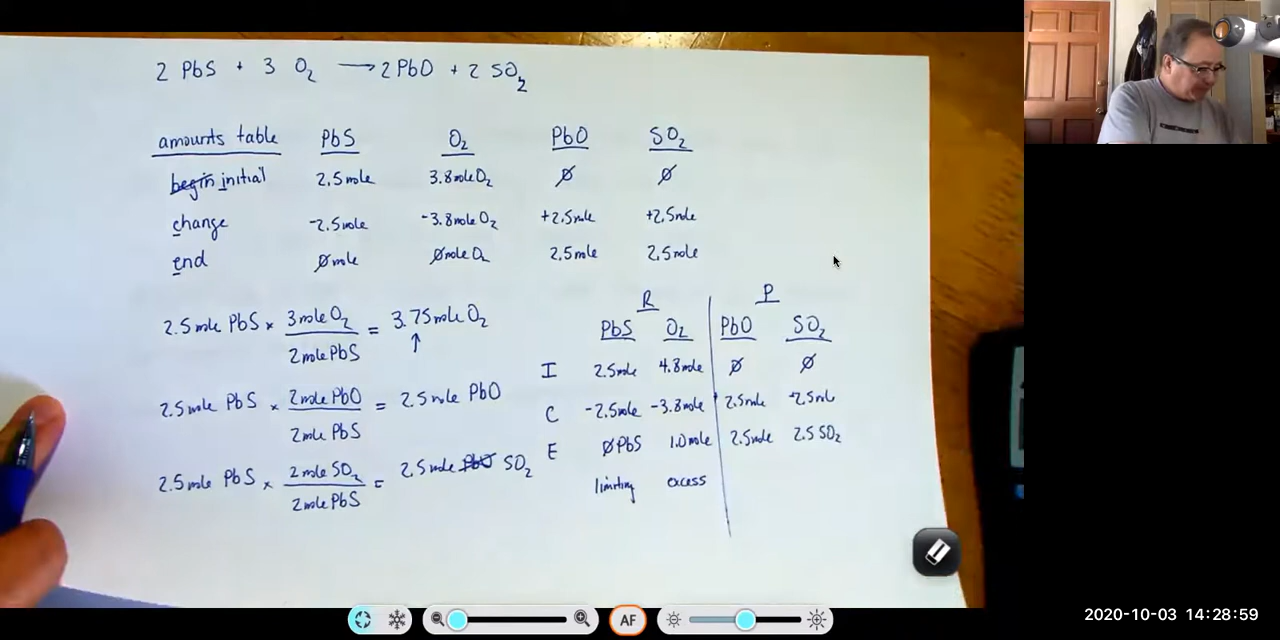 2 PbS + 3 O₂ ⟶ 2 PbO + 2 SO₂
amounts table PbS O₂ PbO SO₂
begin initial 2.5 mole 3.8 mole O₂ ∅ ∅
change -2.5 mole -3.8 mole O₂ +2.5 mole +2.5 mole
end ∅ mole ∅ mole O₂ 2.5 mole 2.5 mole
2.5 mole PbS × 3 mole O₂ / 2 mole PbS = 3.75 mole O₂
↑
2.5 mole PbS × 2 mole PbO / 2 mole PbS = 2.5 mole PbO
2.5 mole PbS × 2 mole SO₂ / 2 mole PbS = 2.5 mole PbO SO₂
R P
PbS O₂ PbO SO₂
I 2.5 mole 4.8 mole ∅ ∅
C -2.5 mole -3.8 mole +2.5 mole +2.5 mole
E ∅ PbS 1.0 mole 2.5 mole 2.5 SO₂
limiting excess
AF
2020-10-03 14:28:59